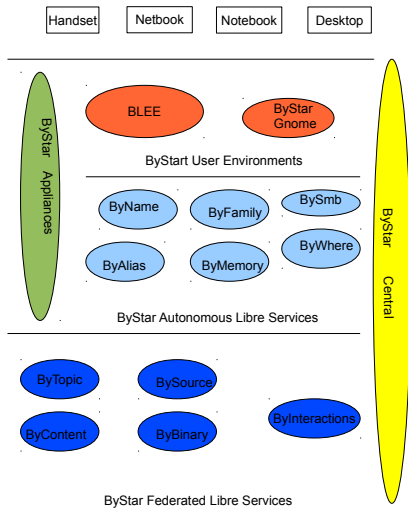 Handset
Netbook
Notebook
Desktop
BLEE
ByStar
Gnome
ByStart User Environments
ByStar Appliances
ByStar Central
ByName
ByFamily
BySmb
ByAlias
ByMemory
ByWhere
ByStar Autonomous Libre Services
ByTopic
BySource
ByContent
ByBinary
ByInteractions
ByStar Federated Libre Services